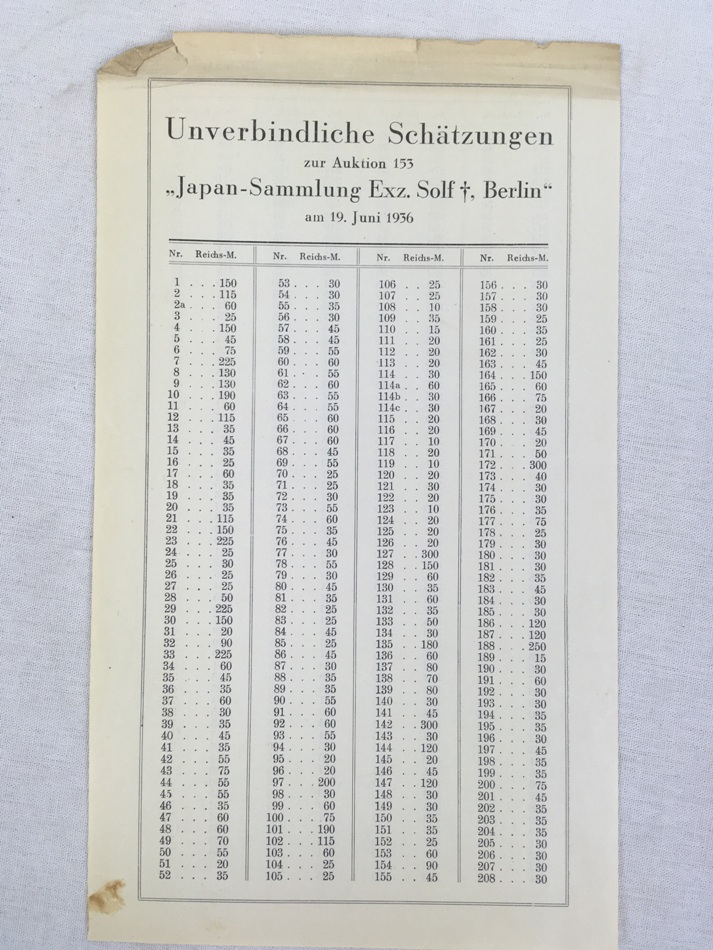 Unverbindliche Schätzungen
zur Auktion 153
„Japan-Sammlung Exz. Solf †, Berlin“
am 19. Juni 1936
Nr. Reichs-M.
1 . . . 150
2 . . . 115
2a . . . 60
3 . . . 25
4 . . . 150
5 . . . 45
6 . . . 75
7 . . . 225
8 . . . 130
9 . . . 130
10 . . . 190
11 . . . 60
12 . . . 115
13 . . . 35
14 . . . 45
15 . . . 35
16 . . . 25
17 . . . 60
18 . . . 35
19 . . . 35
20 . . . 35
21 . . . 115
22 . . . 150
23 . . . 225
24 . . . 25
25 . . . 30
26 . . . 25
27 . . . 25
28 . . . 50
29 . . . 225
30 . . . 150
31 . . . 20
32 . . . 90
33 . . . 225
34 . . . 60
35 . . . 45
36 . . . 35
37 . . . 60
38 . . . 30
39 . . . 35
40 . . . 45
41 . . . 35
42 . . . 55
43 . . . 75
44 . . . 55
45 . . . 55
46 . . . 35
47 . . . 60
48 . . . 60
49 . . . 70
50 . . . 55
51 . . . 20
52 . . . 35
Nr. Reichs-M.
53 . . . 30
54 . . . 30
55 . . . 35
56 . . . 30
57 . . . 45
58 . . . 45
59 . . . 55
60 . . . 60
61 . . . 55
62 . . . 60
63 . . . 55
64 . . . 55
65 . . . 60
66 . . . 60
67 . . . 60
68 . . . 45
69 . . . 55
70 . . . 25
71 . . . 25
72 . . . 30
73 . . . 55
74 . . . 60
75 . . . 35
76 . . . 45
77 . . . 30
78 . . . 55
79 . . . 30
80 . . . 45
81 . . . 35
82 . . . 25
83 . . . 25
84 . . . 45
85 . . . 25
86 . . . 45
87 . . . 30
88 . . . 35
89 . . . 35
90 . . . 55
91 . . . 60
92 . . . 60
93 . . . 55
94 . . . 30
95 . . . 20
96 . . . 20
97 . . . 200
98 . . . 30
99 . . . 60
100 . . . 75
101 . . . 190
102 . . . 115
103 . . . 60
104 . . . 25
105 . . . 25
Nr. Reichs-M.
106 . . 25
107 . . 25
108 . . 10
109 . . 35
110 . . 15
111 . . 20
112 . . 20
113 . . 20
114 . . 30
114a . . 60
114b . . 30
114c . . 30
115 . . 20
116 . . 20
117 . . 10
118 . . 20
119 . . 10
120 . . 20
121 . . 30
122 . . 20
123 . . 10
124 . . 20
125 . . 20
126 . . 20
127 . . 300
128 . . 150
129 . . 60
130 . . 35
131 . . 60
132 . . 35
133 . . 50
134 . . 30
135 . . 180
136 . . 60
137 . . 80
138 . . 70
139 . . 80
140 . . 30
141 . . 45
142 . . 300
143 . . 30
144 . . 120
145 . . 20
146 . . 45
147 . . 120
148 . . 30
149 . . 30
150 . . 35
151 . . 35
152 . . 25
153 . . 60
154 . . 90
155 . . 45
Nr. Reichs-M.
156 . . . 30
157 . . . 30
158 . . . 30
159 . . . 25
160 . . . 35
161 . . . 25
162 . . . 30
163 . . . 45
164 . . . 150
165 . . . 60
166 . . . 75
167 . . . 20
168 . . . 30
169 . . . 45
170 . . . 20
171 . . . 50
172 . . . 300
173 . . . 40
174 . . . 30
175 . . . 30
176 . . . 35
177 . . . 75
178 . . . 25
179 . . . 30
180 . . . 30
181 . . . 30
182 . . . 35
183 . . . 45
184 . . . 30
185 . . . 30
186 . . . 120
187 . . . 120
188 . . . 250
189 . . . 15
190 . . . 30
191 . . . 60
192 . . . 30
193 . . . 30
194 . . . 35
195 . . . 35
196 . . . 30
197 . . . 45
198 . . . 35
199 . . . 35
200 . . . 75
201 . . . 45
202 . . . 35
203 . . . 35
204 . . . 35
205 . . . 30
206 . . . 30
207 . . . 30
208 . . . 30